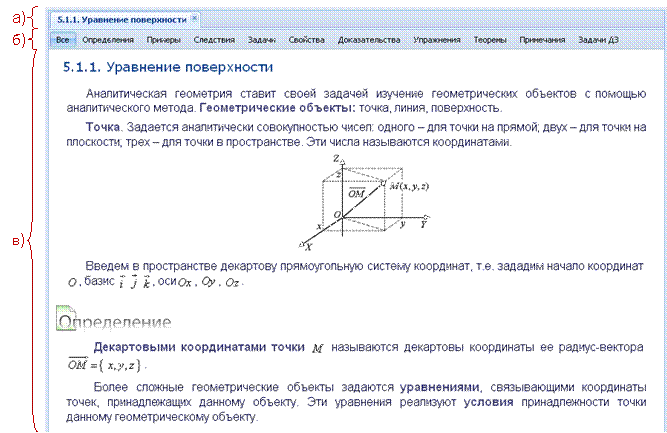 а)
5.1.1. Уравнение поверхности
б)
Все Определения Примеры Следствия Задачи Свойства Доказательства Упражнения Теоремы Примечания Задачи ДЗ
в)
5.1.1. Уравнение поверхности
Аналитическая геометрия ставит своей задачей изучение геометрических объектов с помощью
аналитического метода. Геометрические объекты: точка, линия, поверхность.
Точка. Задается аналитически совокупностью чисел: одного – для точки на прямой; двух – для точки на
плоскости; трех – для точки в пространстве. Эти числа называются координатами.
Z
z
M(x, y, z)
OM
O
x
y
Y
X
Введем в пространстве декартову прямоугольную систему координат, т.е. зададим начало координат
O, базис i j k, оси Ox, Oy, Oz.
Определение
Декартовыми координатами точки M называются декартовы координаты ее радиус-вектора
OM = { x, y, z } .
Более сложные геометрические объекты задаются уравнениями, связывающими координаты
точек, принадлежащих данному объекту. Эти уравнения реализуют условия принадлежности точки
данному геометрическому объекту.